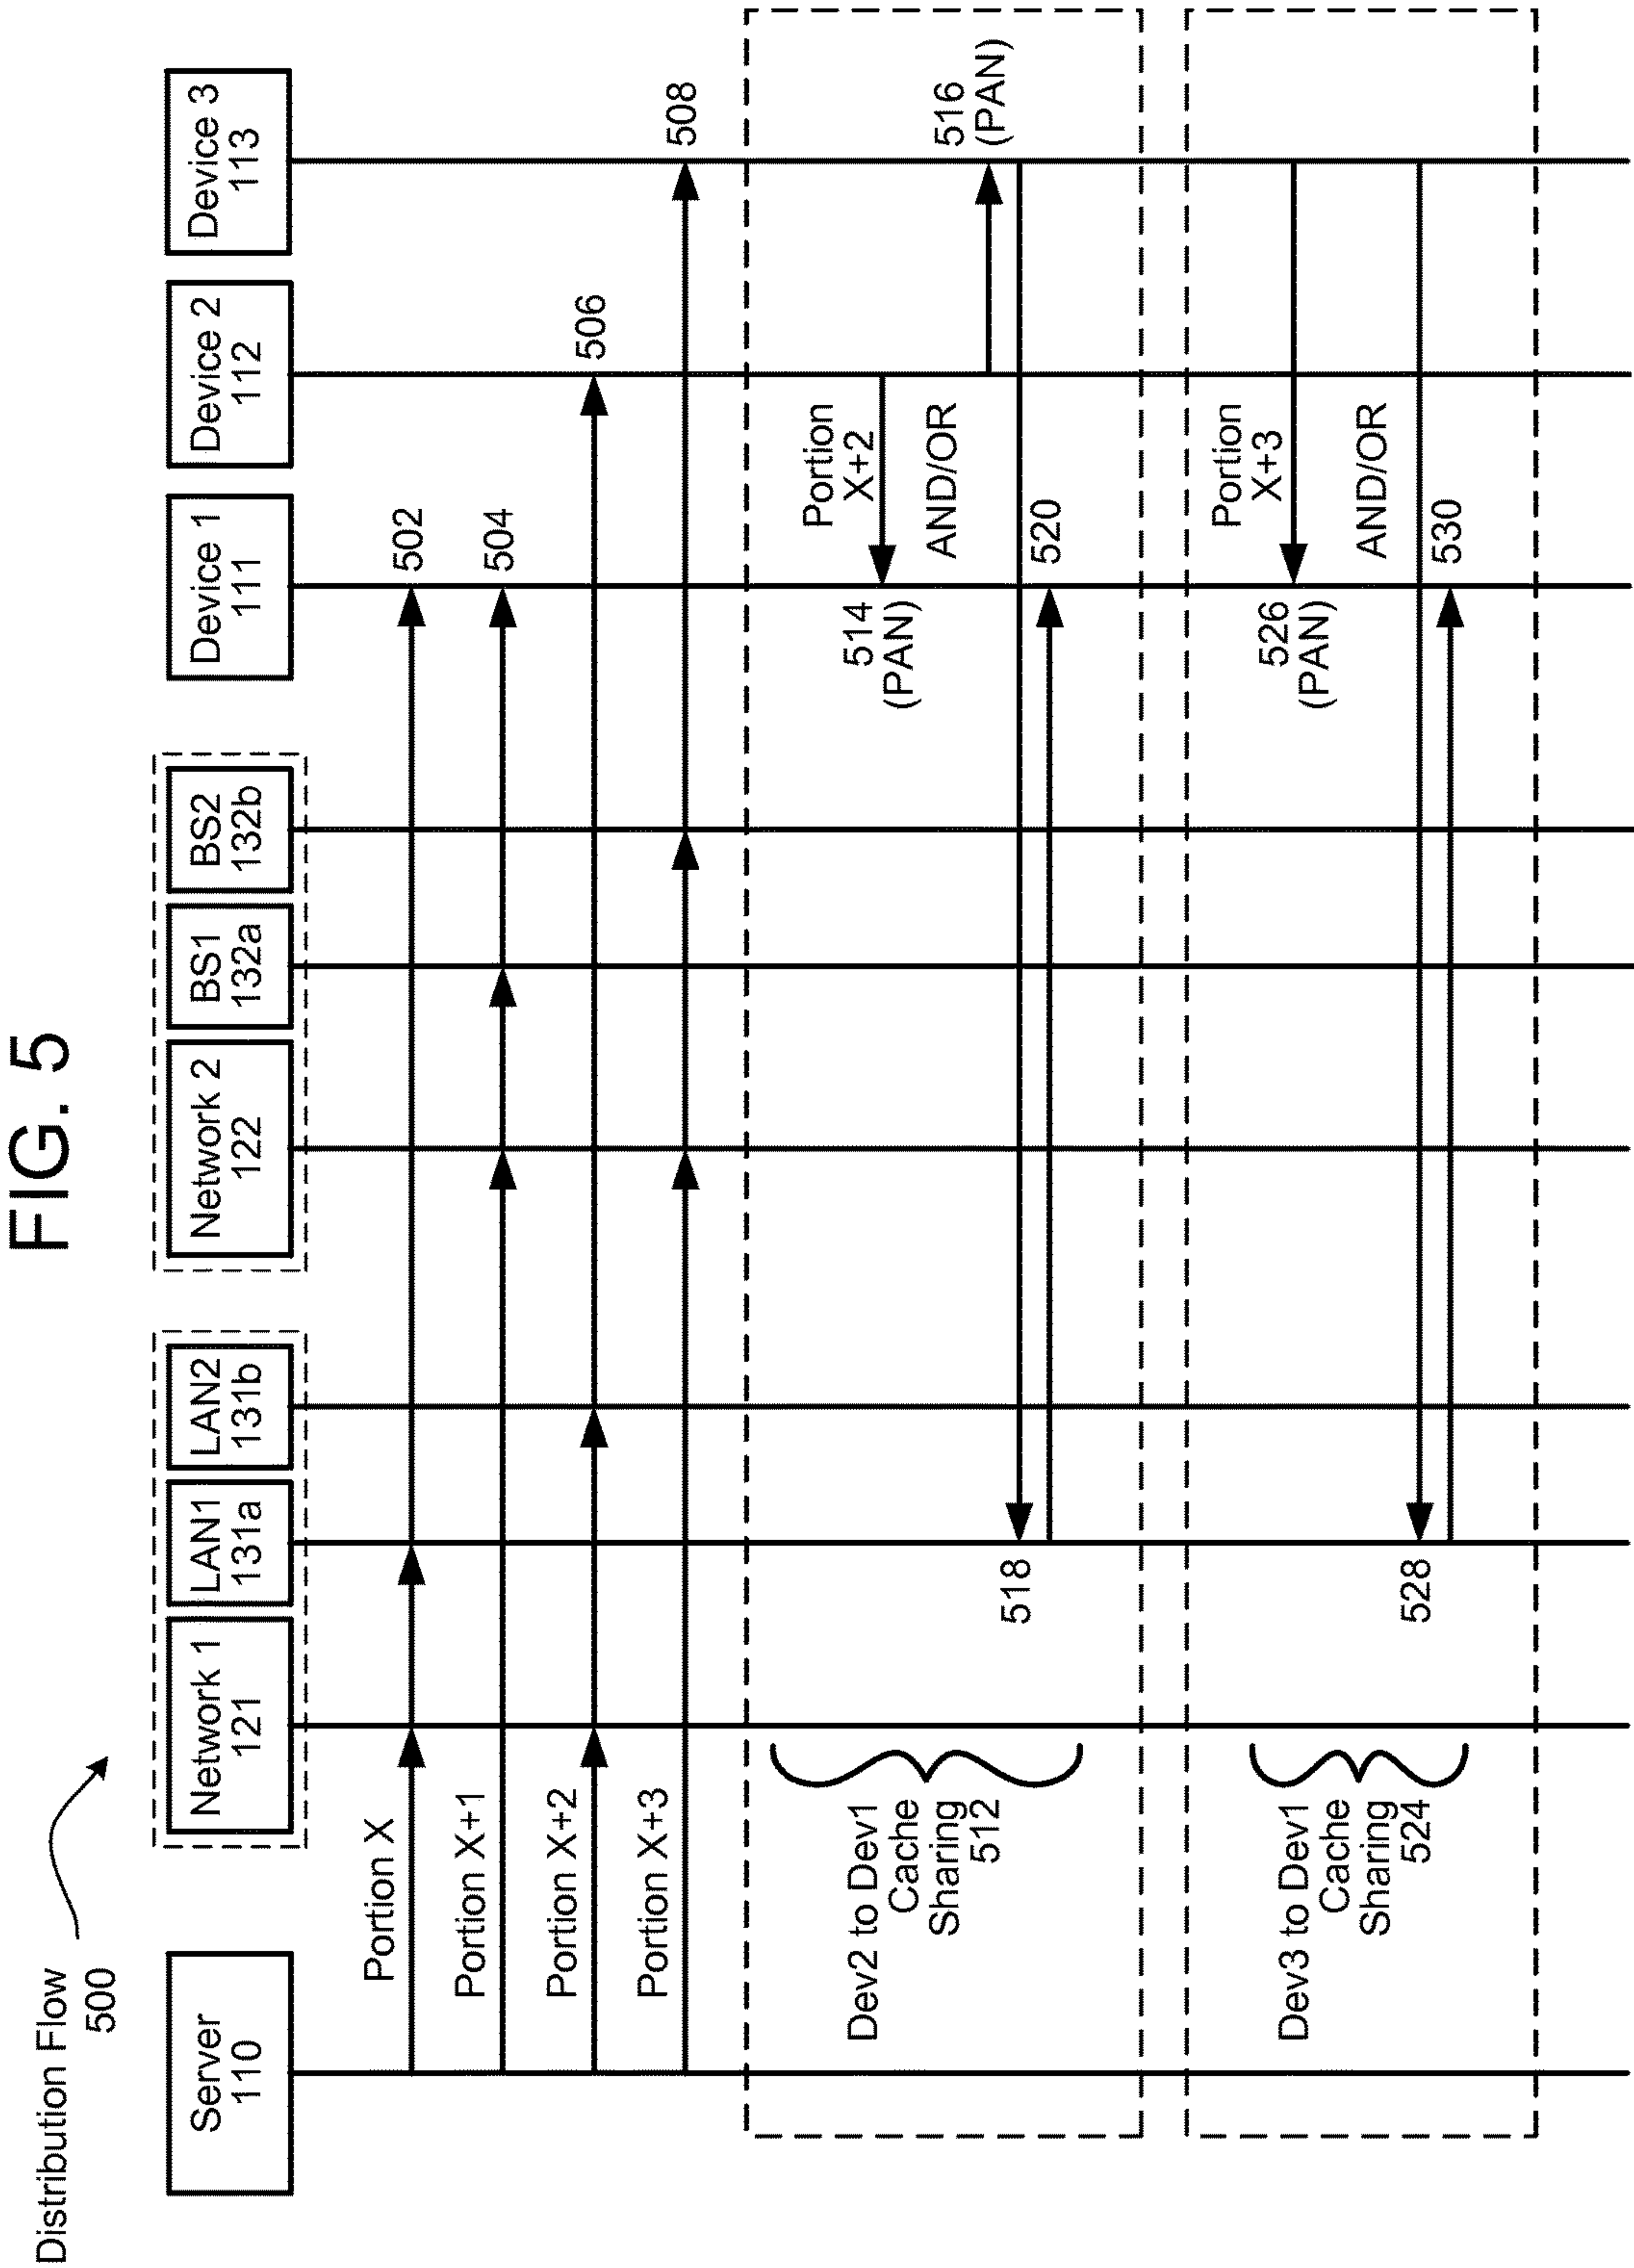 FIG. 5
Distribution Flow
500
Server
110
Network 1
121
LAN1
131a
LAN2
131b
Network 2
122
BS1
132a
BS2
132b
Device 1
111
Device 2
112
Device 3
113
Portion X
502
Portion X+1
504
Portion X+2
506
Portion X+3
508
Dev2 to Dev1
Cache
Sharing
512
Portion
X+2
514
(PAN)
AND/OR
516
(PAN)
518
520
Dev3 to Dev1
Cache
Sharing
524
Portion
X+3
526
(PAN)
AND/OR
528
530